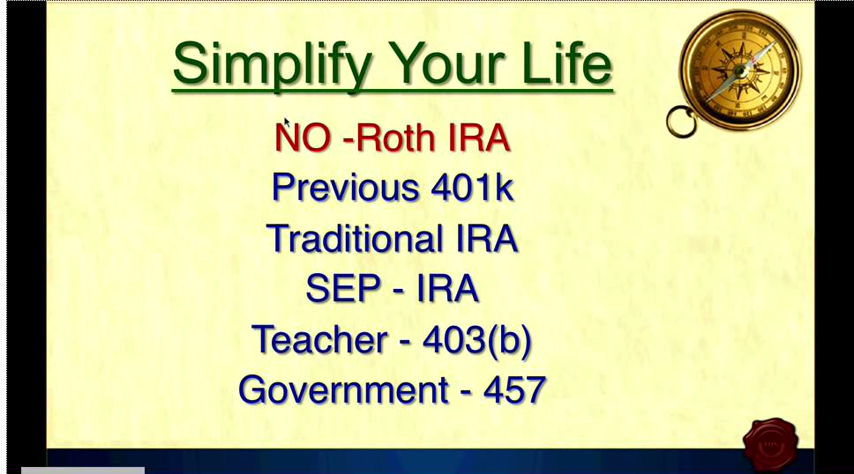 Simplify Your Life
NO -Roth IRA
Previous 401k
Traditional IRA
SEP - IRA
Teacher - 403(b)
Government - 457